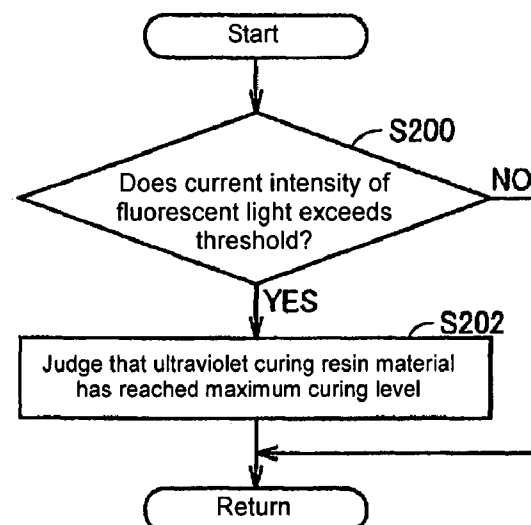 Start
S200
Does current intensity of
fluorescent light exceeds
threshold?
NO
YES
S202
Judge that ultraviolet curing resin material
has reached maximum curing level
Return